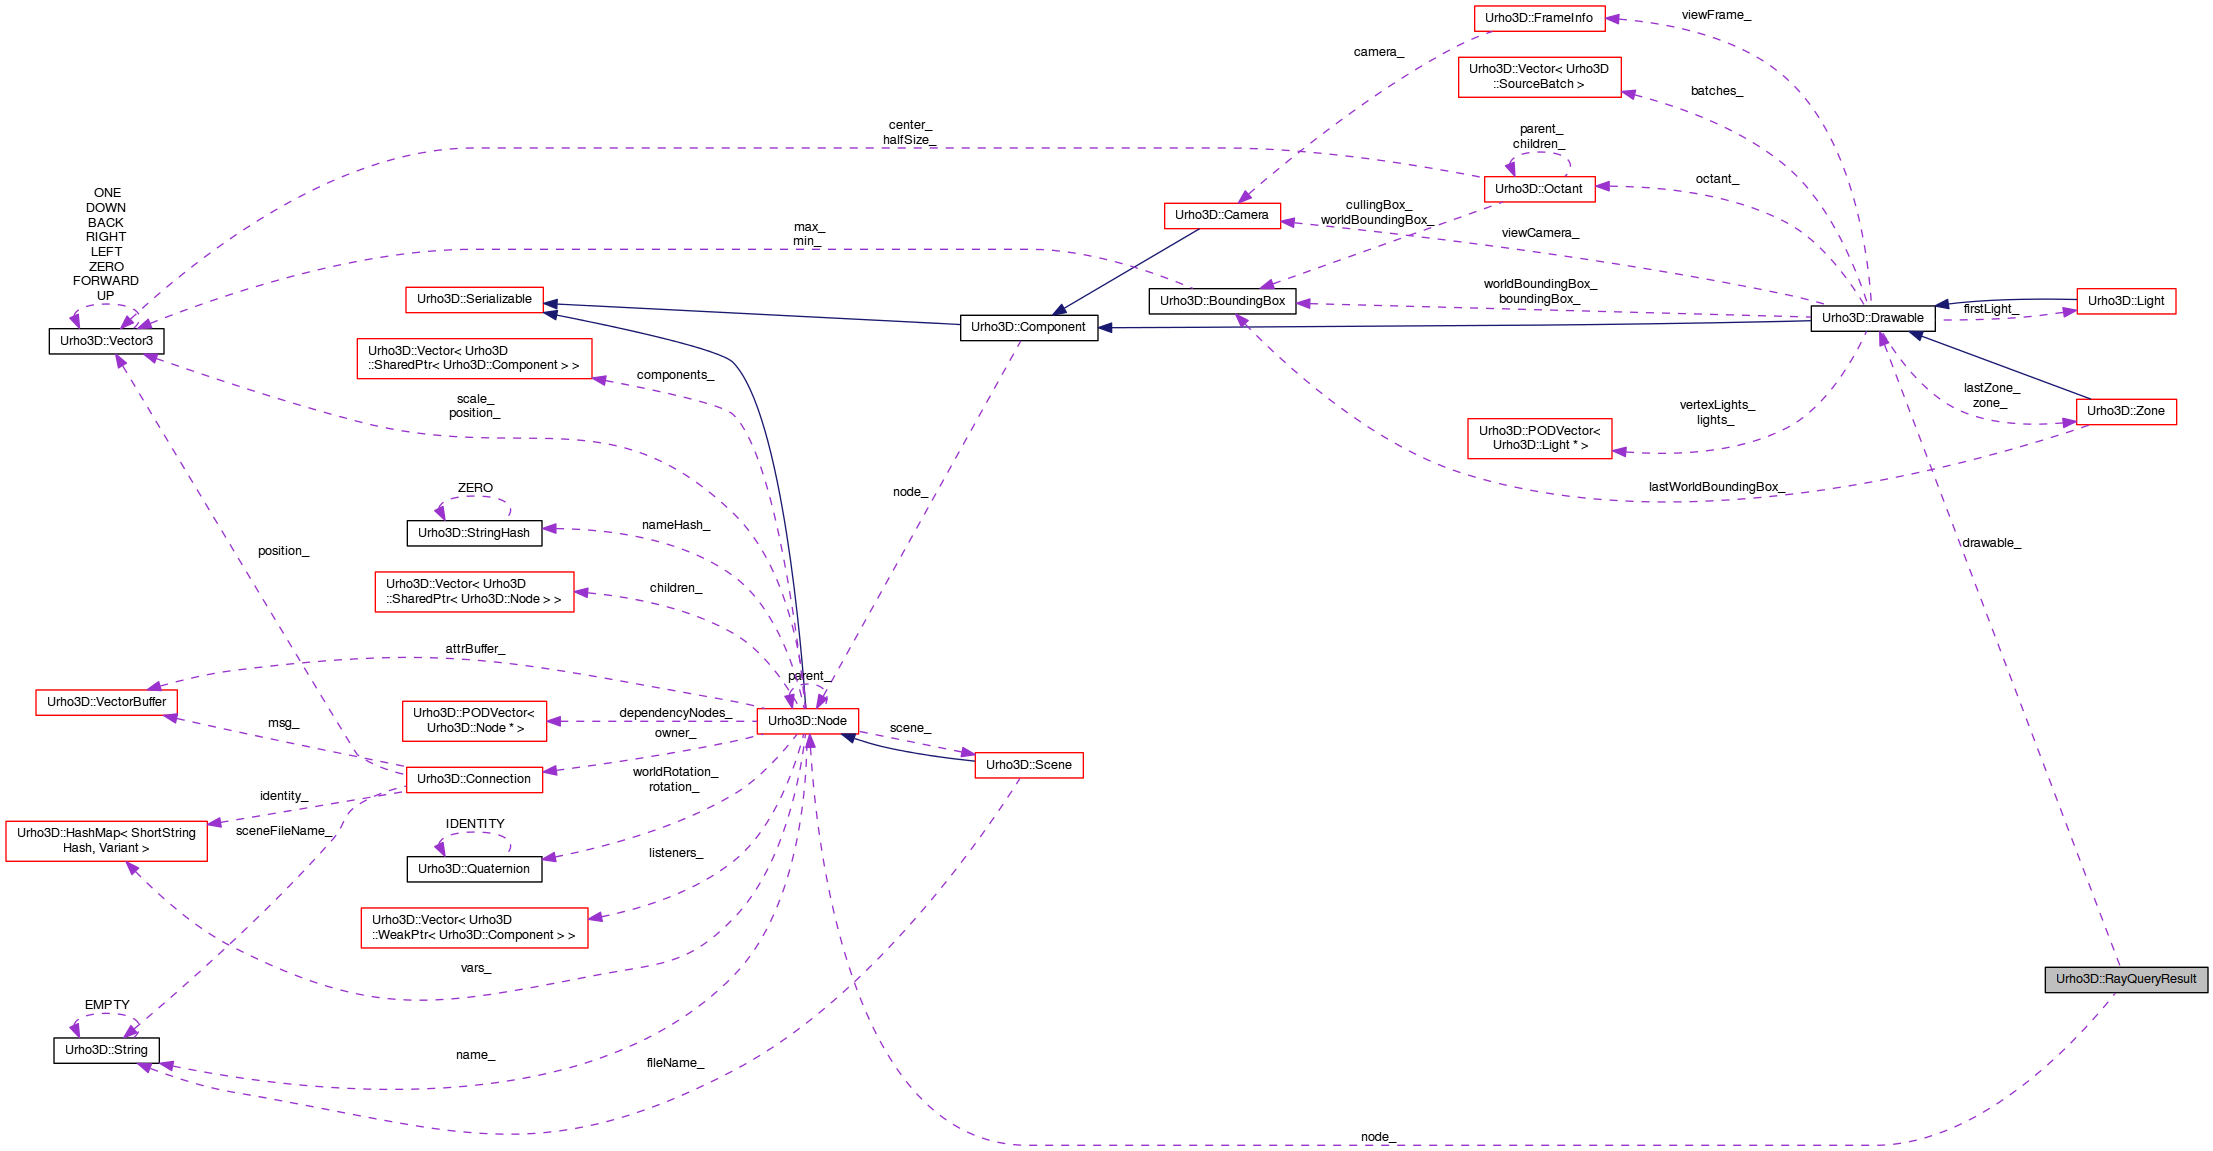 Urho3D::FrameInfo
viewFrame_
camera_
Urho3D::Vector< Urho3D
::SourceBatch >
batches_
center_
halfSize_
parent_
children_
octant_
Urho3D::Octant
ONE
DOWN
BACK
RIGHT
LEFT
ZERO
FORWARD
UP
Urho3D::Camera
cullingBox_
worldBoundingBox_
max_
min_
viewCamera_
Urho3D::Serializable
Urho3D::BoundingBox
worldBoundingBox_
boundingBox_
Urho3D::Light
firstLight_
Urho3D::Drawable
Urho3D::Component
Urho3D::Vector3
Urho3D::Vector< Urho3D
::SharedPtr< Urho3D::Component > >
components_
scale_
position_
lastZone_
zone_
Urho3D::Zone
vertexLights_
lights_
Urho3D::PODVector<
Urho3D::Light * >
lastWorldBoundingBox_
ZERO
node_
nameHash_
Urho3D::StringHash
drawable_
position_
Urho3D::Vector< Urho3D
::SharedPtr< Urho3D::Node > >
children_
attrBuffer_
parent_
Urho3D::VectorBuffer
Urho3D::PODVector<
Urho3D::Node * >
dependencyNodes_
Urho3D::Node
msg_
owner_
scene_
Urho3D::Scene
Urho3D::Connection
worldRotation_
rotation_
identity_
Urho3D::HashMap< ShortString
Hash, Variant >
sceneFileName_
IDENTITY
Urho3D::Quaternion
listeners_
Urho3D::Vector< Urho3D
::WeakPtr< Urho3D::Component > >
vars_
Urho3D::RayQueryResult
EMPTY
Urho3D::String
name_
fileName_
node_